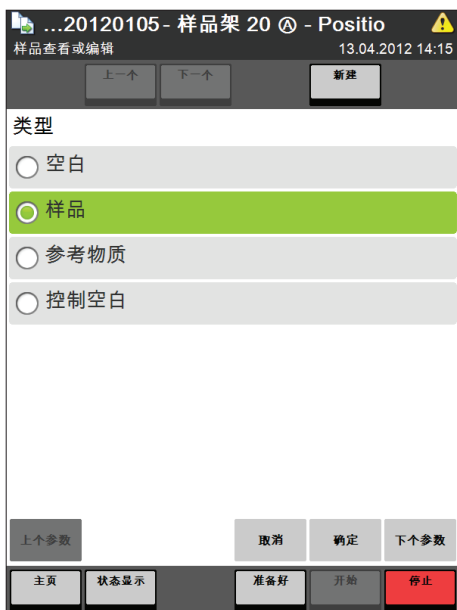 ...20120105 - 样品架 20 Ⓐ - Positio
样品查看或编辑 13.04.2012 14:15
上一个 下一个 新建
类型
空白
样品
参考物质
控制空白
上个参数 取消 确定 下个参数
主页 状态显示 准备好 开始 停止